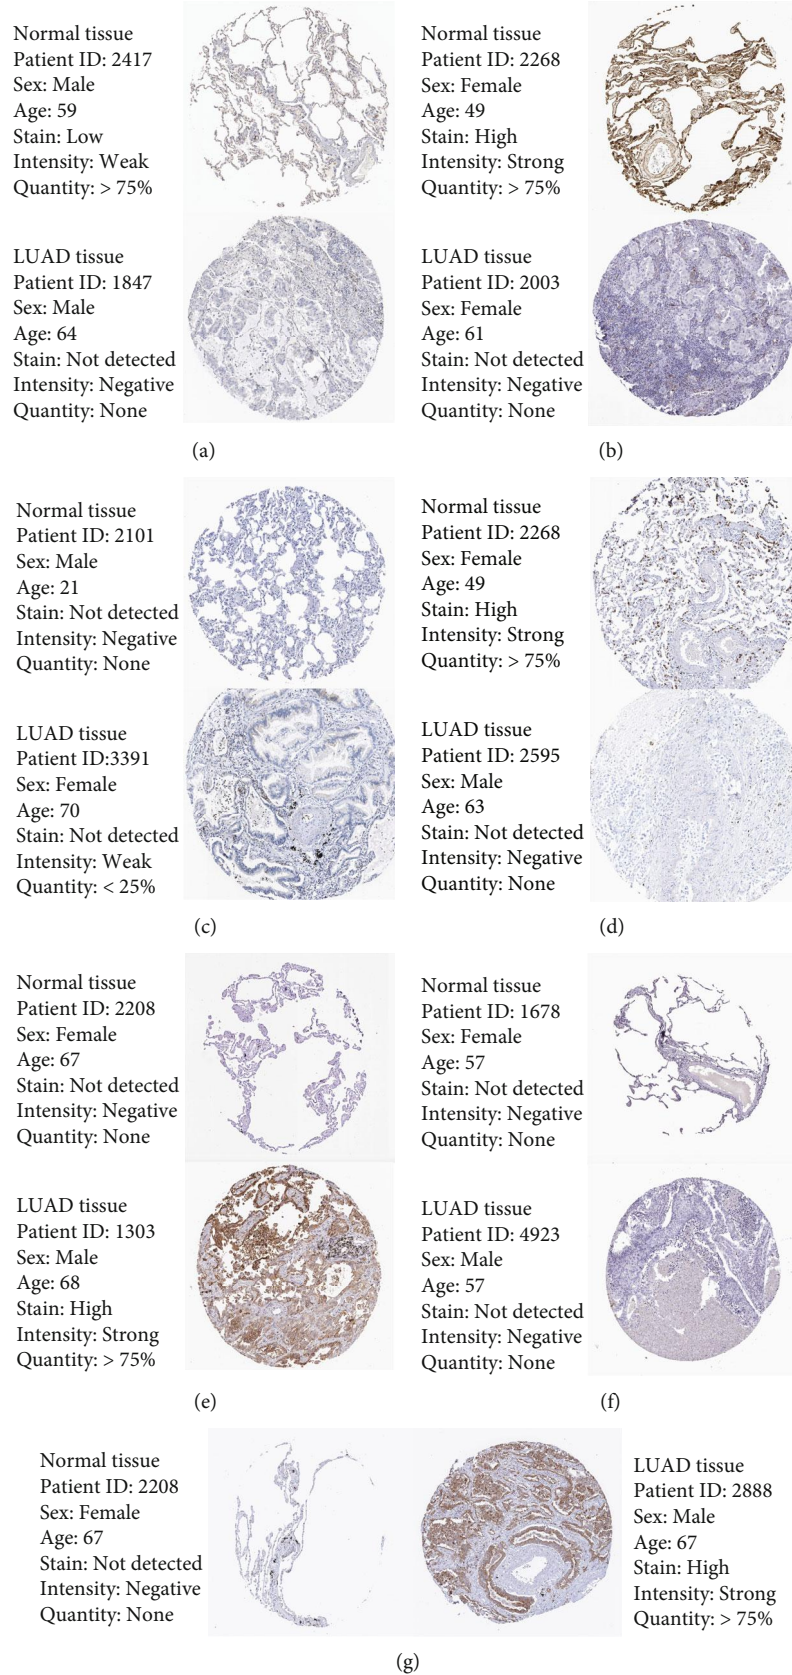 Normal tissue
Patient ID: 2417
Sex: Male
Age: 59
Stain: Low
Intensity: Weak
Quantity: > 75%
LUAD tissue
Patient ID: 1847
Sex: Male
Age: 64
Stain: Not detected
Intensity: Negative
Quantity: None
(a)
Normal tissue
Patient ID: 2268
Sex: Female
Age: 49
Stain: High
Intensity: Strong
Quantity: > 75%
LUAD tissue
Patient ID: 2003
Sex: Female
Age: 61
Stain: Not detected
Intensity: Negative
Quantity: None
(b)
Normal tissue
Patient ID: 2101
Sex: Male
Age: 21
Stain: Not detected
Intensity: Negative
Quantity: None
LUAD tissue
Patient ID:3391
Sex: Female
Age: 70
Stain: Not detected
Intensity: Weak
Quantity: < 25%
(c)
Normal tissue
Patient ID: 2268
Sex: Female
Age: 49
Stain: High
Intensity: Strong
Quantity: > 75%
LUAD tissue
Patient ID: 2595
Sex: Male
Age: 63
Stain: Not detected
Intensity: Negative
Quantity: None
(d)
Normal tissue
Patient ID: 2208
Sex: Female
Age: 67
Stain: Not detected
Intensity: Negative
Quantity: None
LUAD tissue
Patient ID: 1303
Sex: Male
Age: 68
Stain: High
Intensity: Strong
Quantity: > 75%
(e)
Normal tissue
Patient ID: 1678
Sex: Female
Age: 57
Stain: Not detected
Intensity: Negative
Quantity: None
LUAD tissue
Patient ID: 4923
Sex: Male
Age: 57
Stain: Not detected
Intensity: Negative
Quantity: None
(f)
Normal tissue
Patient ID: 2208
Sex: Female
Age: 67
Stain: Not detected
Intensity: Negative
Quantity: None
LUAD tissue
Patient ID: 2888
Sex: Male
Age: 67
Stain: High
Intensity: Strong
Quantity: > 75%
(g)